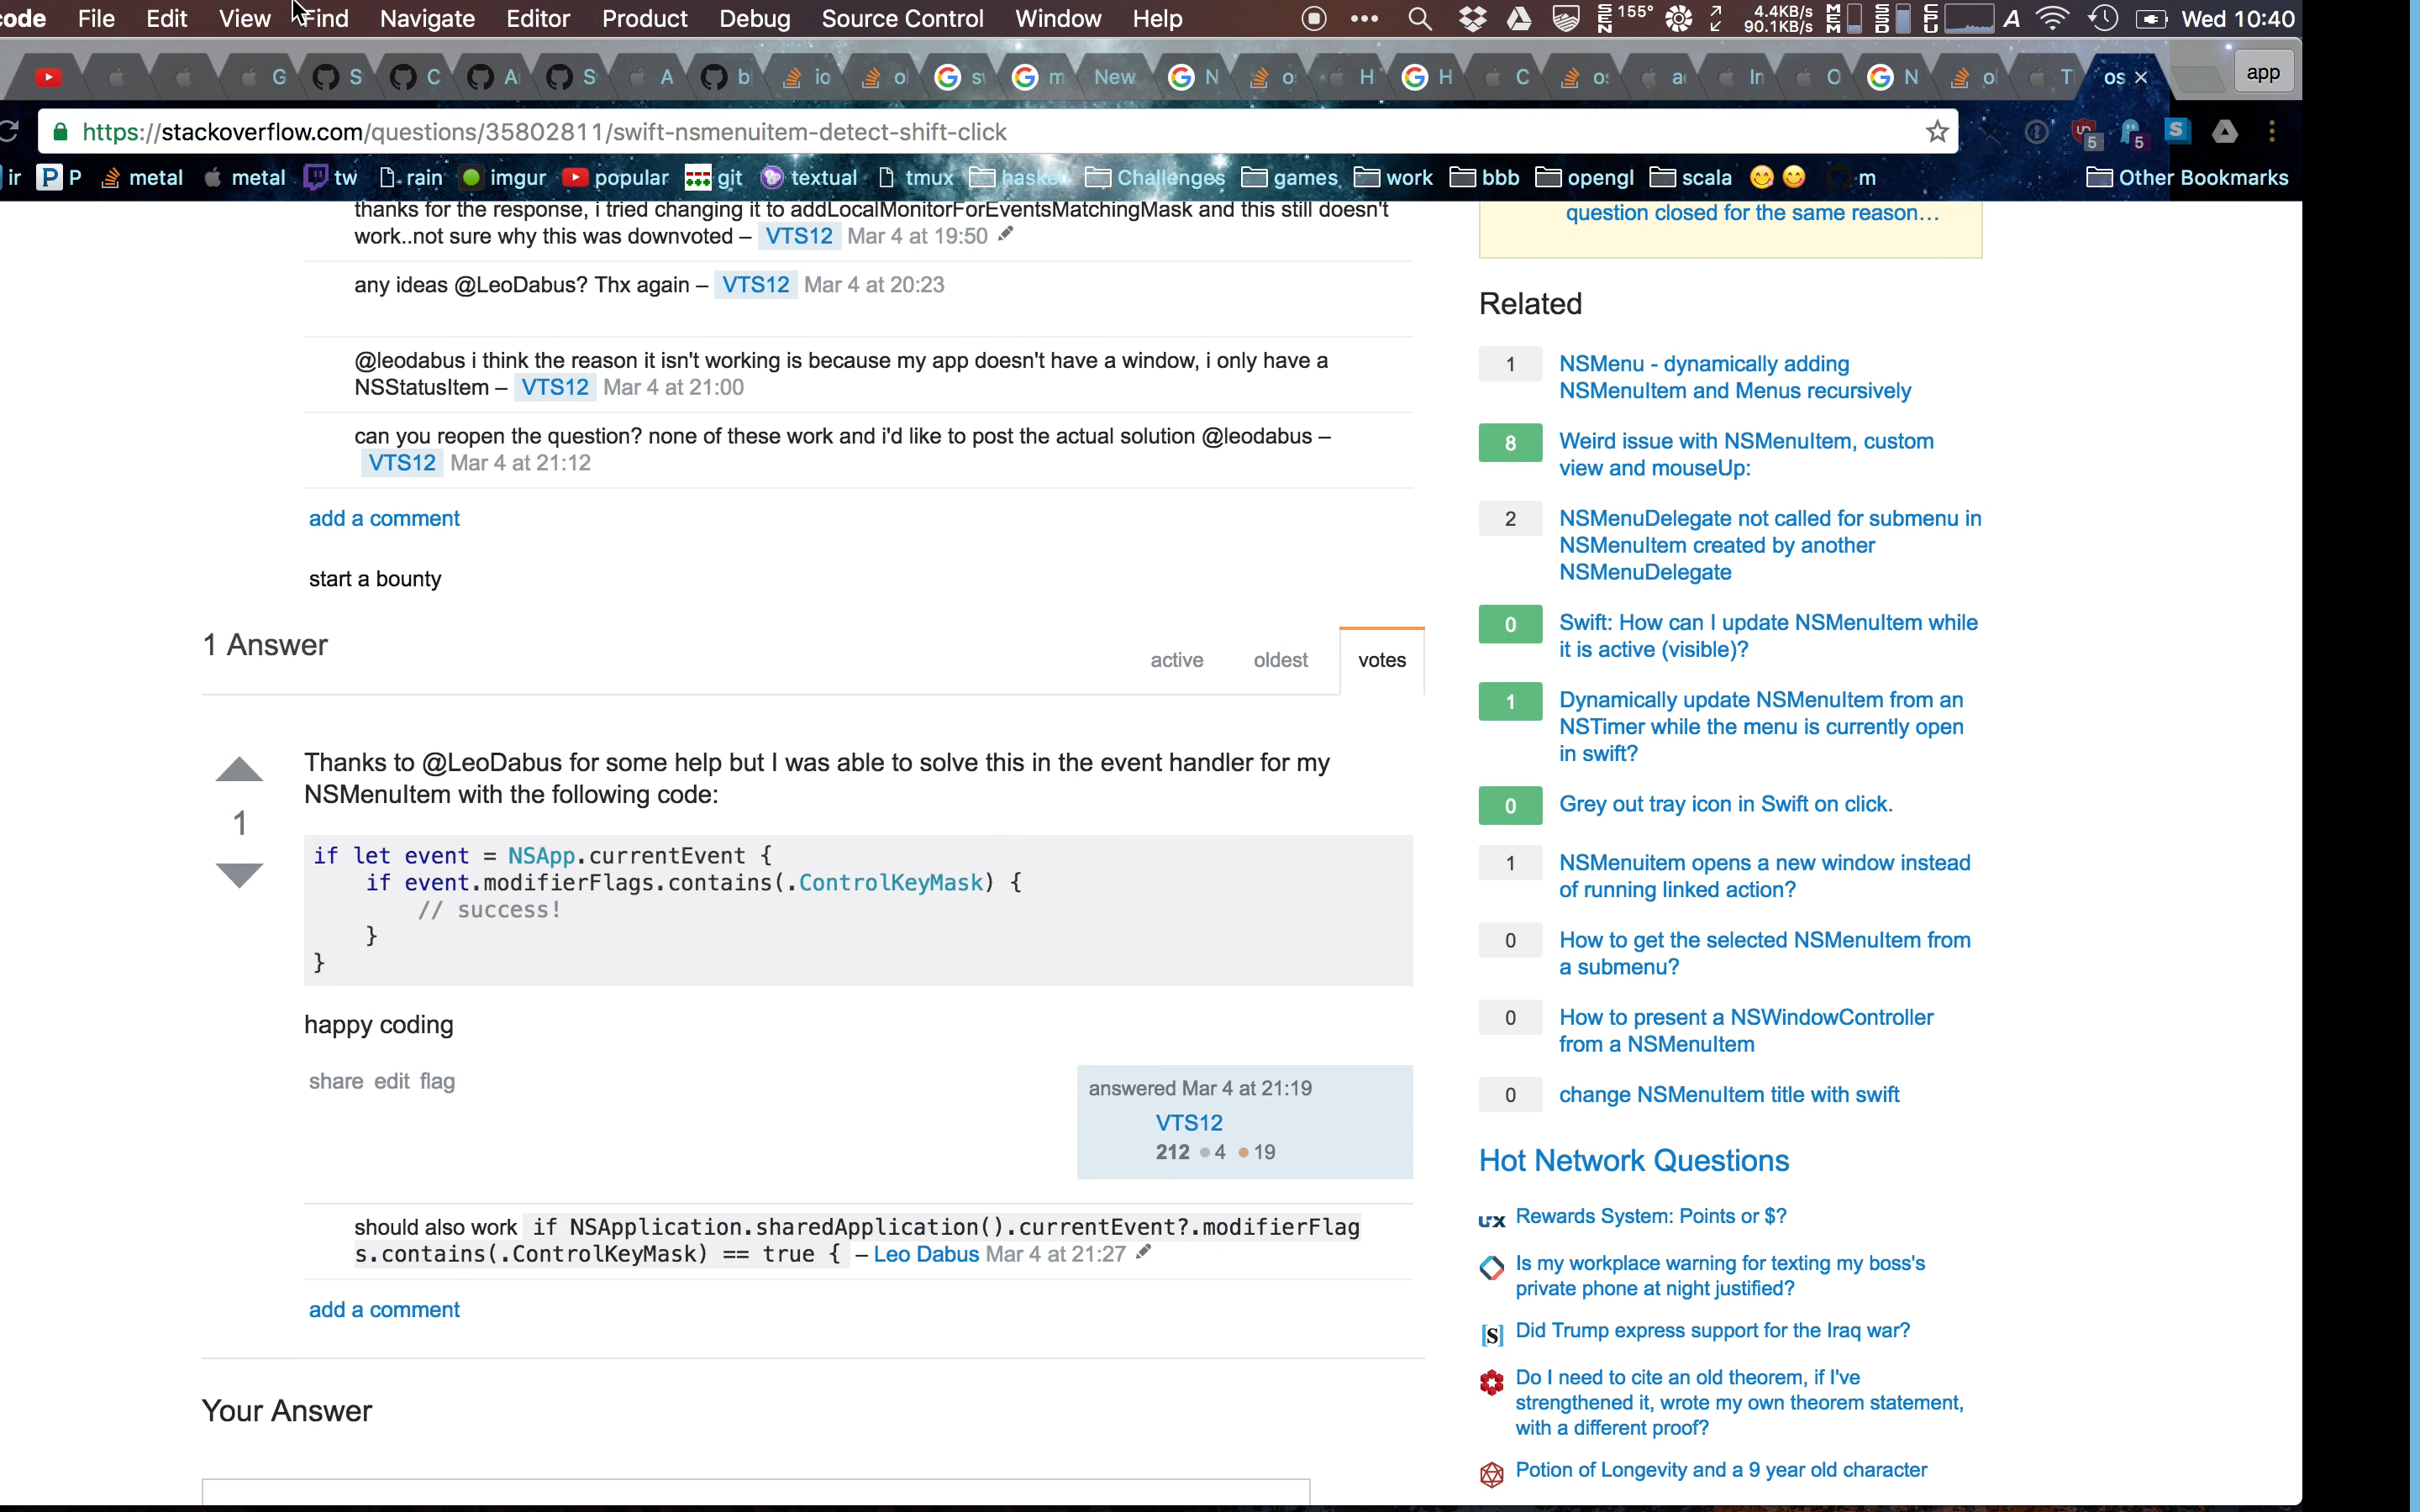 ode File Edit View Find Navigate Editor Product Debug Source Control Window Help SEN 155° 4.4KB/s 90.1KB/s MEM SSD CPU A Wed 10:40
G S C A S A b io ol G sv G m New G N o H G H C os a In O G N ol T os × app
https://stackoverflow.com/questions/35802811/swift-nsmenuitem-detect-shift-click
5 5 S
ir P P metal metal tw rain imgur popular git textual tmux haskell Challenges games work bbb opengl scala m Other Bookmarks
thanks for the response, i tried changing it to addLocalMonitorForEventsMatchingMask and this still doesn't
work..not sure why this was downvoted – VTS12 Mar 4 at 19:50
any ideas @LeoDabus? Thx again – VTS12 Mar 4 at 20:23
@leodabus i think the reason it isn't working is because my app doesn't have a window, i only have a
NSStatusItem – VTS12 Mar 4 at 21:00
can you reopen the question? none of these work and i'd like to post the actual solution @leodabus –
VTS12 Mar 4 at 21:12
add a comment
start a bounty
1 Answer
active oldest votes
1
Thanks to @LeoDabus for some help but I was able to solve this in the event handler for my
NSMenuItem with the following code:
if let event = NSApp.currentEvent {
if event.modifierFlags.contains(.ControlKeyMask) {
// success!
}
}
happy coding
share edit flag
answered Mar 4 at 21:19
VTS12
212 4 19
should also work if NSApplication.sharedApplication().currentEvent?.modifierFlag
s.contains(.ControlKeyMask) == true { – Leo Dabus Mar 4 at 21:27
add a comment
Your Answer
question closed for the same reason…
Related
1 NSMenu - dynamically adding
NSMenuItem and Menus recursively
8 Weird issue with NSMenuItem, custom
view and mouseUp:
2 NSMenuDelegate not called for submenu in
NSMenuItem created by another
NSMenuDelegate
0 Swift: How can I update NSMenuItem while
it is active (visible)?
1 Dynamically update NSMenuItem from an
NSTimer while the menu is currently open
in swift?
0 Grey out tray icon in Swift on click.
1 NSMenuitem opens a new window instead
of running linked action?
0 How to get the selected NSMenuItem from
a submenu?
0 How to present a NSWindowController
from a NSMenuItem
0 change NSMenuItem title with swift
Hot Network Questions
ux Rewards System: Points or $?
Is my workplace warning for texting my boss's
private phone at night justified?
[s] Did Trump express support for the Iraq war?
Do I need to cite an old theorem, if I've
strengthened it, wrote my own theorem statement,
with a different proof?
Potion of Longevity and a 9 year old character